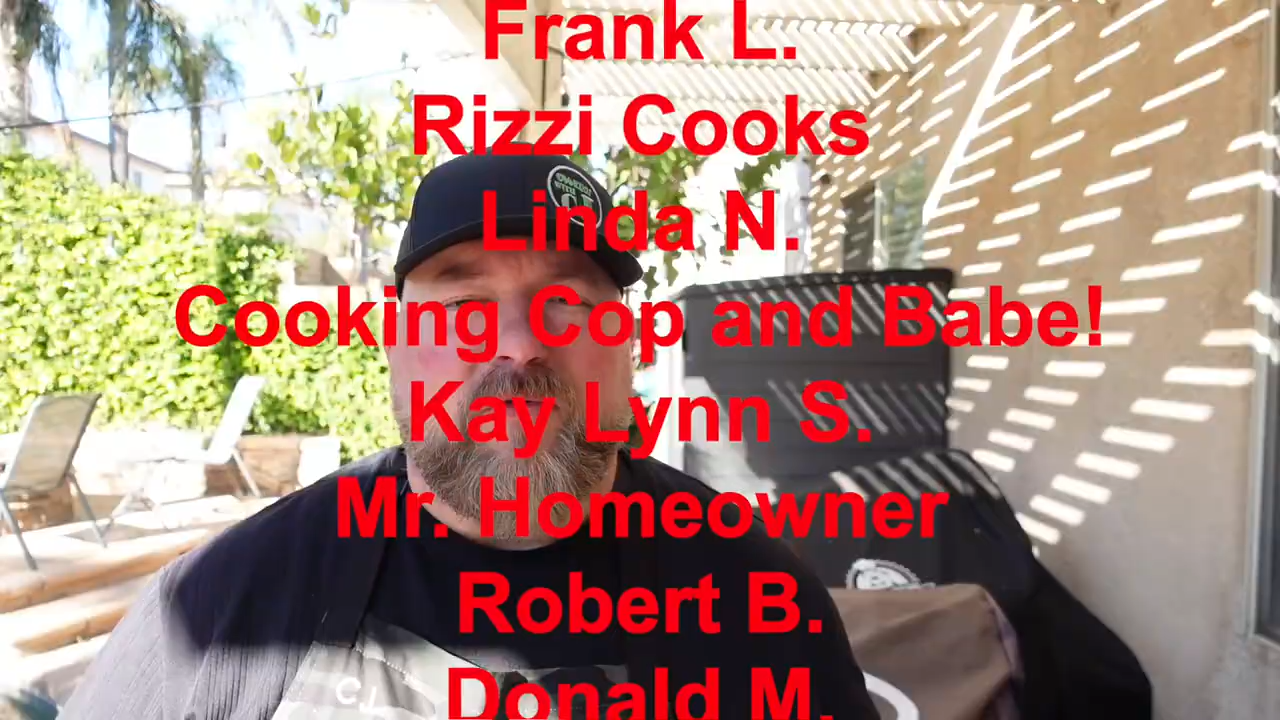 Frank L.
Rizzi Cooks
Linda N.
Cooking Cop and Babe!
Kay Lynn S.
Mr. Homeowner
Robert B.
Donald M.